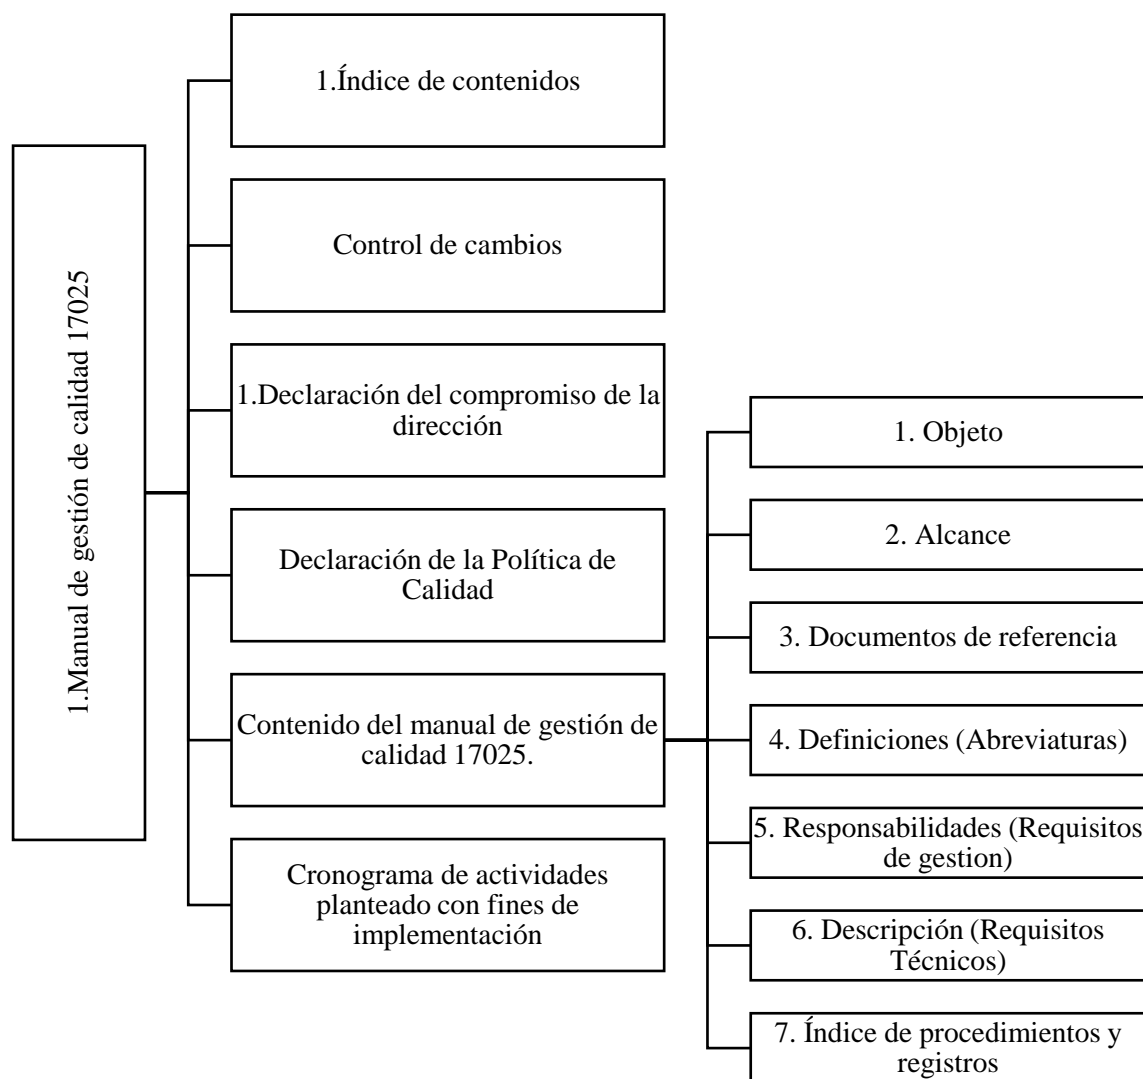 1.Manual de gestión de calidad 17025
1.Índice de contenidos
Control de cambios
1.Declaración del compromiso de la
dirección
Declaración de la Política de
Calidad
Contenido del manual de gestión de
calidad 17025.
Cronograma de actividades
planteado con fines de
implementación
1. Objeto
2. Alcance
3. Documentos de referencia
4. Definiciones (Abreviaturas)
5. Responsabilidades (Requisitos
de gestion)
6. Descripción (Requisitos
Técnicos)
7. Índice de procedimientos y
registros